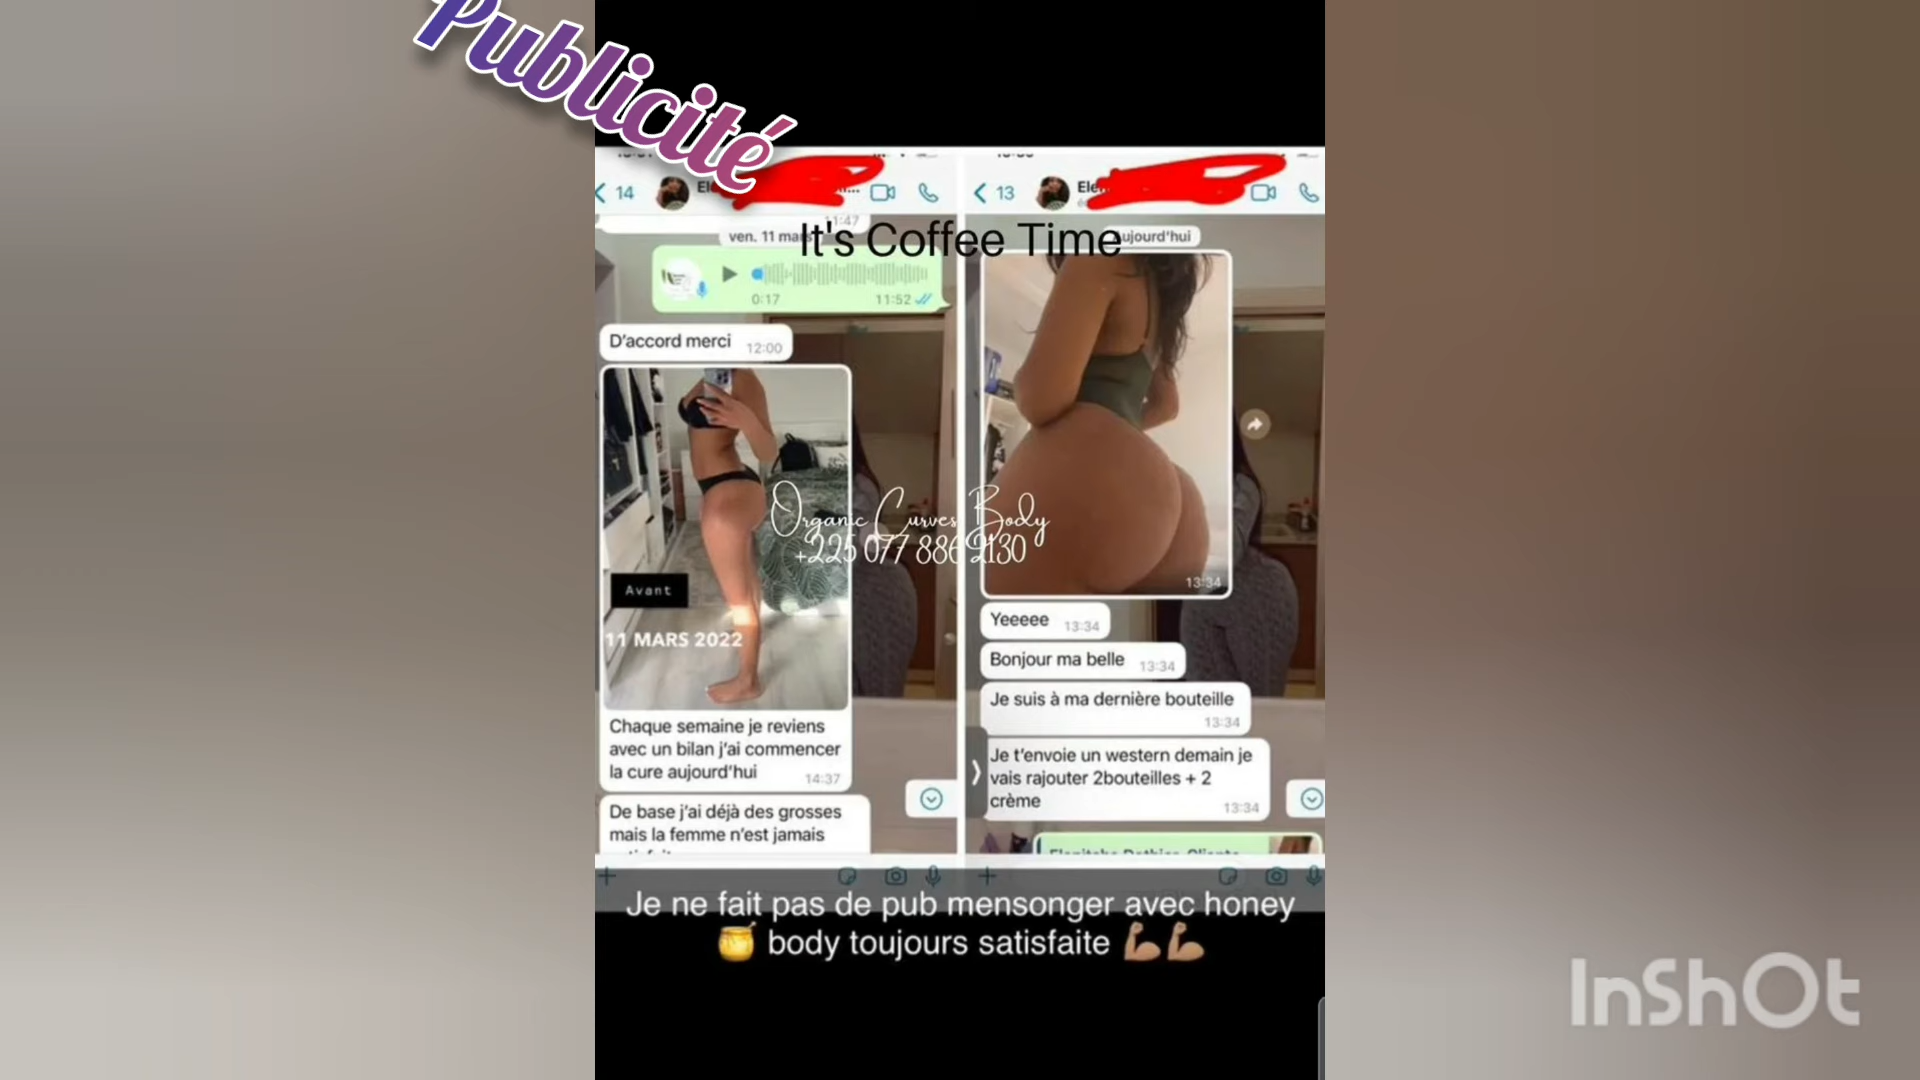 Publicité
14
13
11:47
ven. 11 mars
It's Coffee Time
Aujourd'hui
0:17
11:52
D'accord merci
12:00
Avant
11 MARS 2022
Chaque semaine je reviens
avec un bilan j'ai commencer
la cure aujourd'hui
14:37
De base j'ai déjà des grosses
mais la femme n'est jamais
Organic Curves Body
+225 077 886 2130
13:34
Yeeeee
13:34
Bonjour ma belle
13:34
Je suis à ma dernière bouteille
13:34
Je t'envoie un western demain je
vais rajouter 2bouteilles + 2
crème
13:34
Je ne fait pas de pub mensonger avec honey
body toujours satisfaite
InShOt